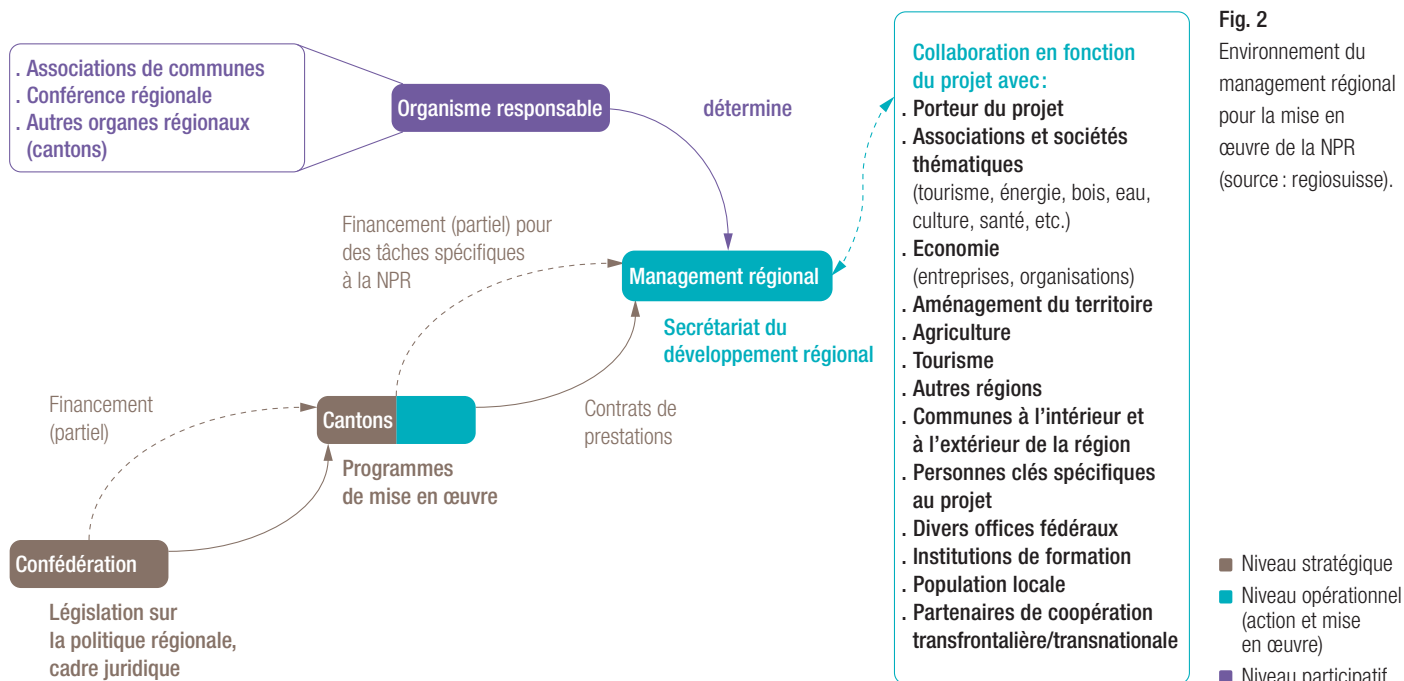 . Associations de communes
. Conférence régionale
. Autres organes régionaux
(cantons)
Organisme responsable
détermine
Financement (partiel) pour
des tâches spécifiques
à la NPR
Management régional
Secrétariat du
développement régional
Financement
(partiel)
Cantons
Contrats de
prestations
Programmes
de mise en œuvre
Confédération
Législation sur
la politique régionale,
cadre juridique
Collaboration en fonction
du projet avec :
. Porteur du projet
. Associations et sociétés
thématiques
(tourisme, énergie, bois, eau,
culture, santé, etc.)
. Economie
(entreprises, organisations)
. Aménagement du territoire
. Agriculture
. Tourisme
. Autres régions
. Communes à l'intérieur et
à l'extérieur de la région
. Personnes clés spécifiques
au projet
. Divers offices fédéraux
. Institutions de formation
. Population locale
. Partenaires de coopération
transfrontalière/transnationale
Fig. 2
Environnement du
management régional
pour la mise en
œuvre de la NPR
(source : regiosuisse).
Niveau stratégique
Niveau opérationnel
(action et mise
en œuvre)
Niveau participatif